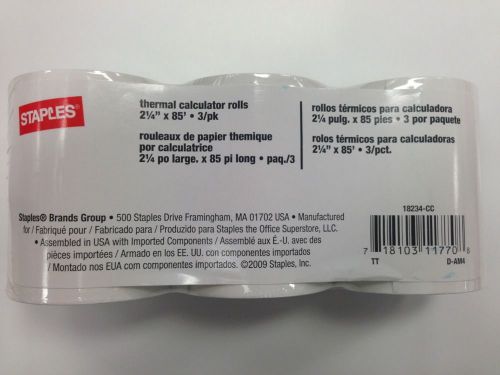 STAPLES
thermal calculator rolls
2¼" x 85' • 3/pk
rouleaux de papier themique
por calculatrice
2¼ po large. x 85 pi long • paq./3
rollos térmicos para calculadora
2¼ pulg. x 85 pies • 3 por paquete
rolos térmicos para calculadoras
2¼" x 85' • 3/pct.
Staples® Brands Group • 500 Staples Drive Framingham, MA 01702 USA • Manufactured
for / Fabriqué pour / Fabricado para / Produzido para Staples the Office Superstore, LLC.
• Assembled in USA with Imported Components / Assemblé aux É.-U. avec des
pièces importées / Armado en los EE. UU. con componentes importados
/ Montado nos EUA com componentes importados. ©2009 Staples, Inc.
18234-CC
7 18103 11770 8
TT D-AM4